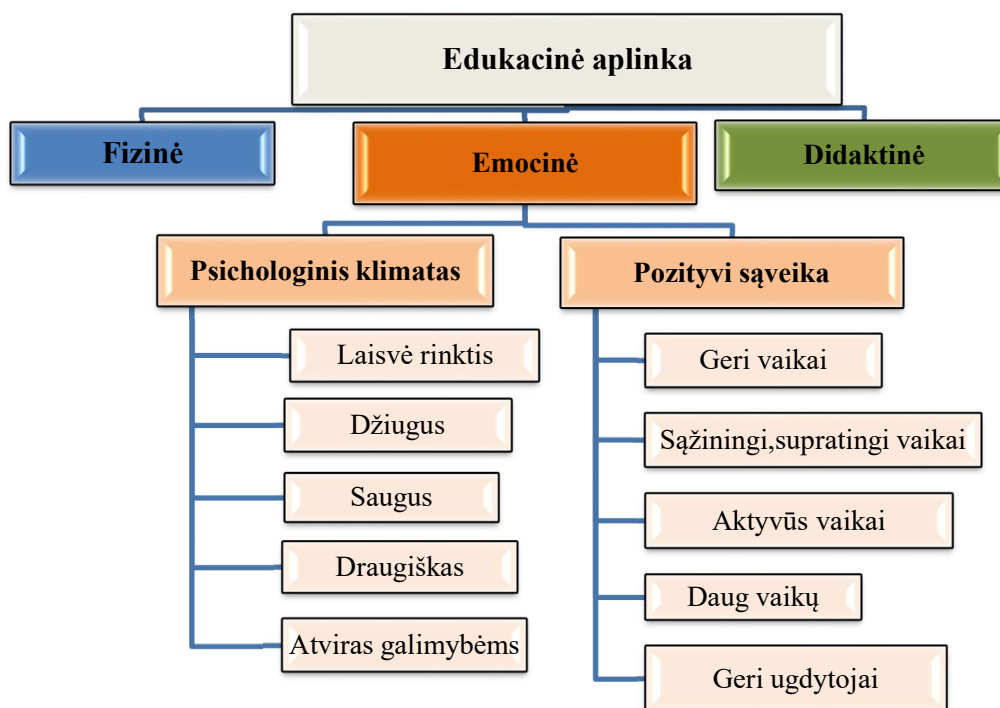 Edukacinė aplinka
Fizinė
Emocinė
Didaktinė
Psichologinis klimatas
Laisvė rinktis
Džiugus
Saugus
Draugiškas
Atviras galimybėms
Pozityvi sąveika
Geri vaikai
Sąžiningi,supratingi vaikai
Aktyvūs vaikai
Daug vaikų
Geri ugdytojai